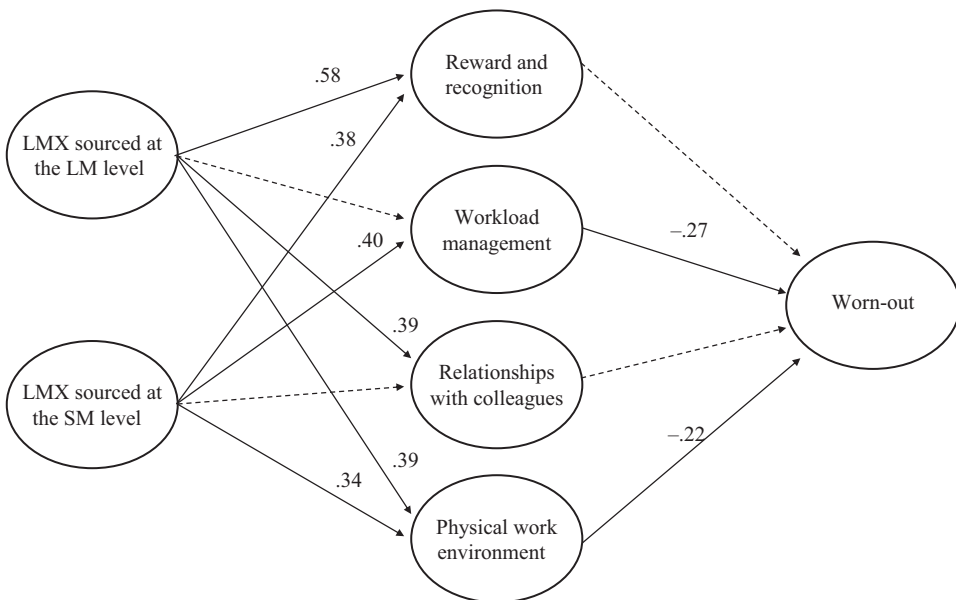 Reward and
recognition
.58
LMX sourced at
the LM level
.38
Workload
management
.40
–.27
Worn-out
.39
Relationships
with colleagues
LMX sourced at
the SM level
–.22
.39
.34
Physical work
environment